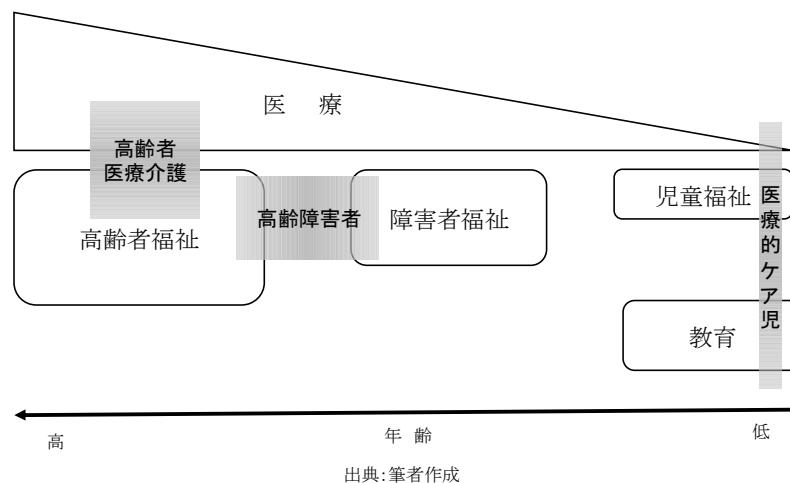 医 療
高齢者
医療介護
高齢者福祉
高齢障害者
障害者福祉
児童福祉
医療的ケア児
教育
高
年 齢
低
出典:筆者作成